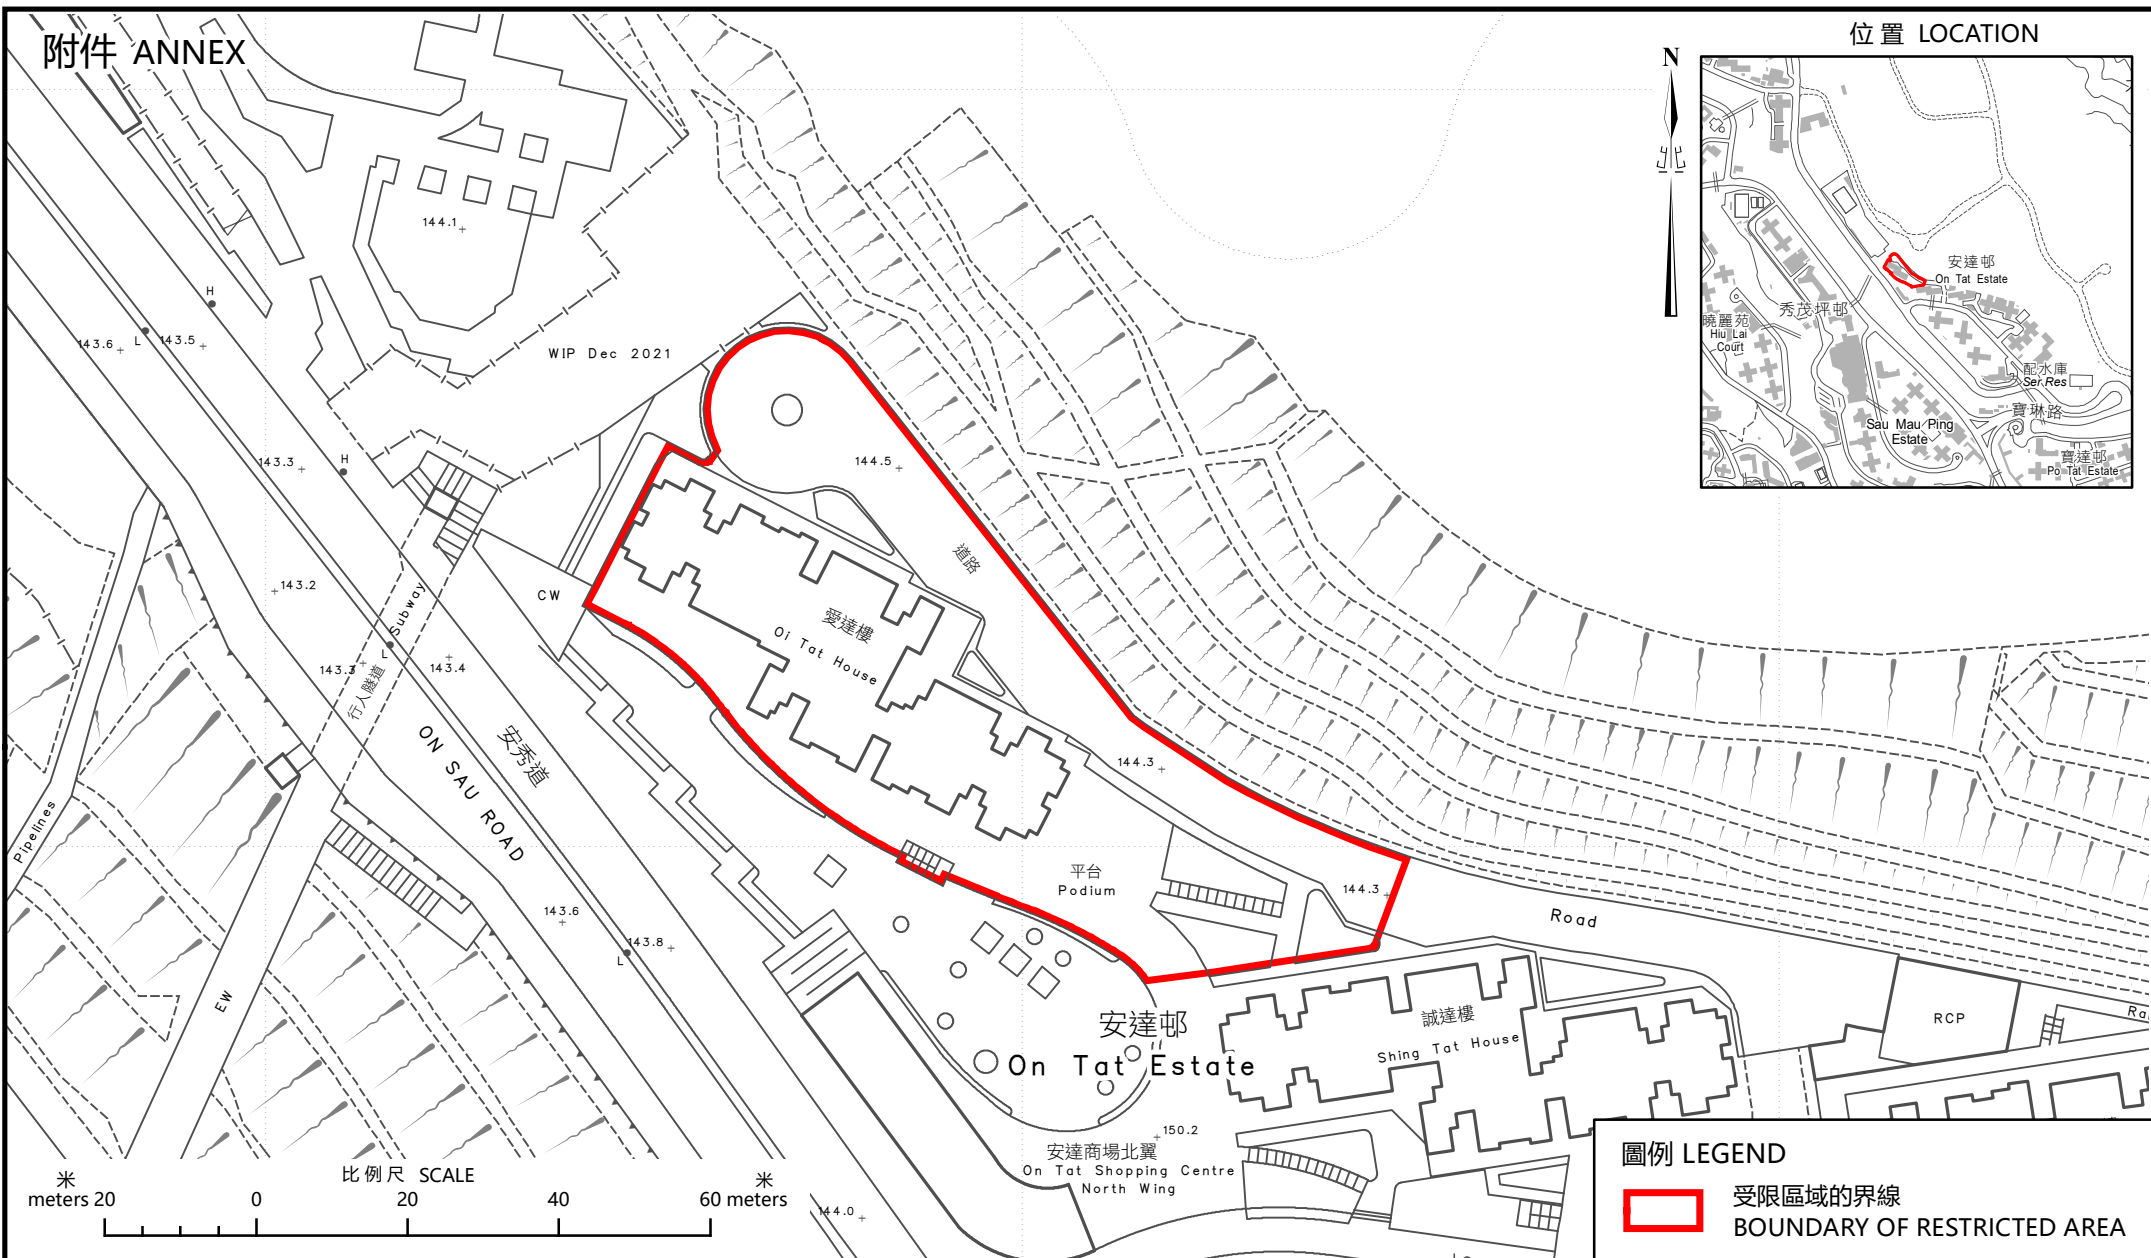 附件 ANNEX
位置 LOCATION
N
安達邨
On Tat Estate
秀茂坪邨
曉麗苑
Hiu Lai
Court
配水庫
Ser Res
寶琳路
Sau Mau Ping
Estate
寶達邨
Po Tat Estate
144.1
H
143.6
L
143.5
WIP Dec 2021
143.3
H
144.5
道路
143.2
Subway
CW
愛達樓
Oi Tat House
143.3
L
143.4
行人隧道
ON SAU ROAD
安秀道
144.3
Pipelines
平台
Podium
144.3
Road
143.6
143.8
L
EW
安達邨
On Tat Estate
誠達樓
Shing Tat House
RCP
150.2
安達商場北翼
On Tat Shopping Centre
North Wing
144.0
比例尺 SCALE
米
meters 20
0
20
40
米
60 meters
圖例 LEGEND
受限區域的界線
BOUNDARY OF RESTRICTED AREA